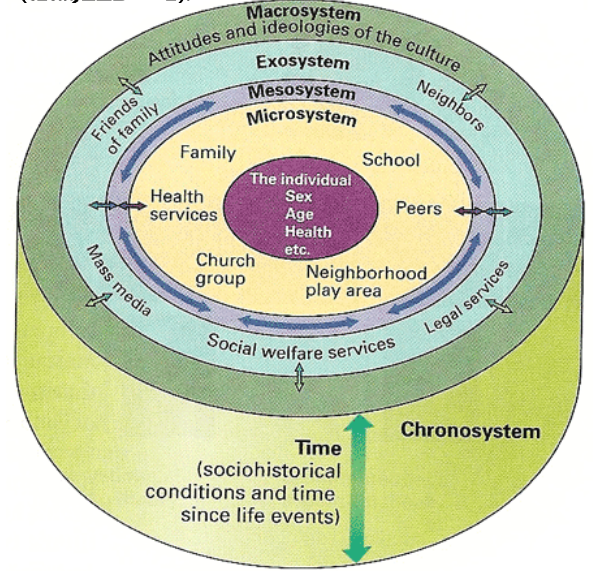 Macrosystem
Attitudes and ideologies of the culture
Exosystem
Mesosystem
Microsystem
Friends
of family
Neighbors
Family
School
The individual
Sex
Age
Health
etc.
Health
services
Peers
Church
group
Neighborhood
play area
Mass media
Legal services
Social welfare services
Chronosystem
Time
(sociohistorical
conditions and time
since life events)